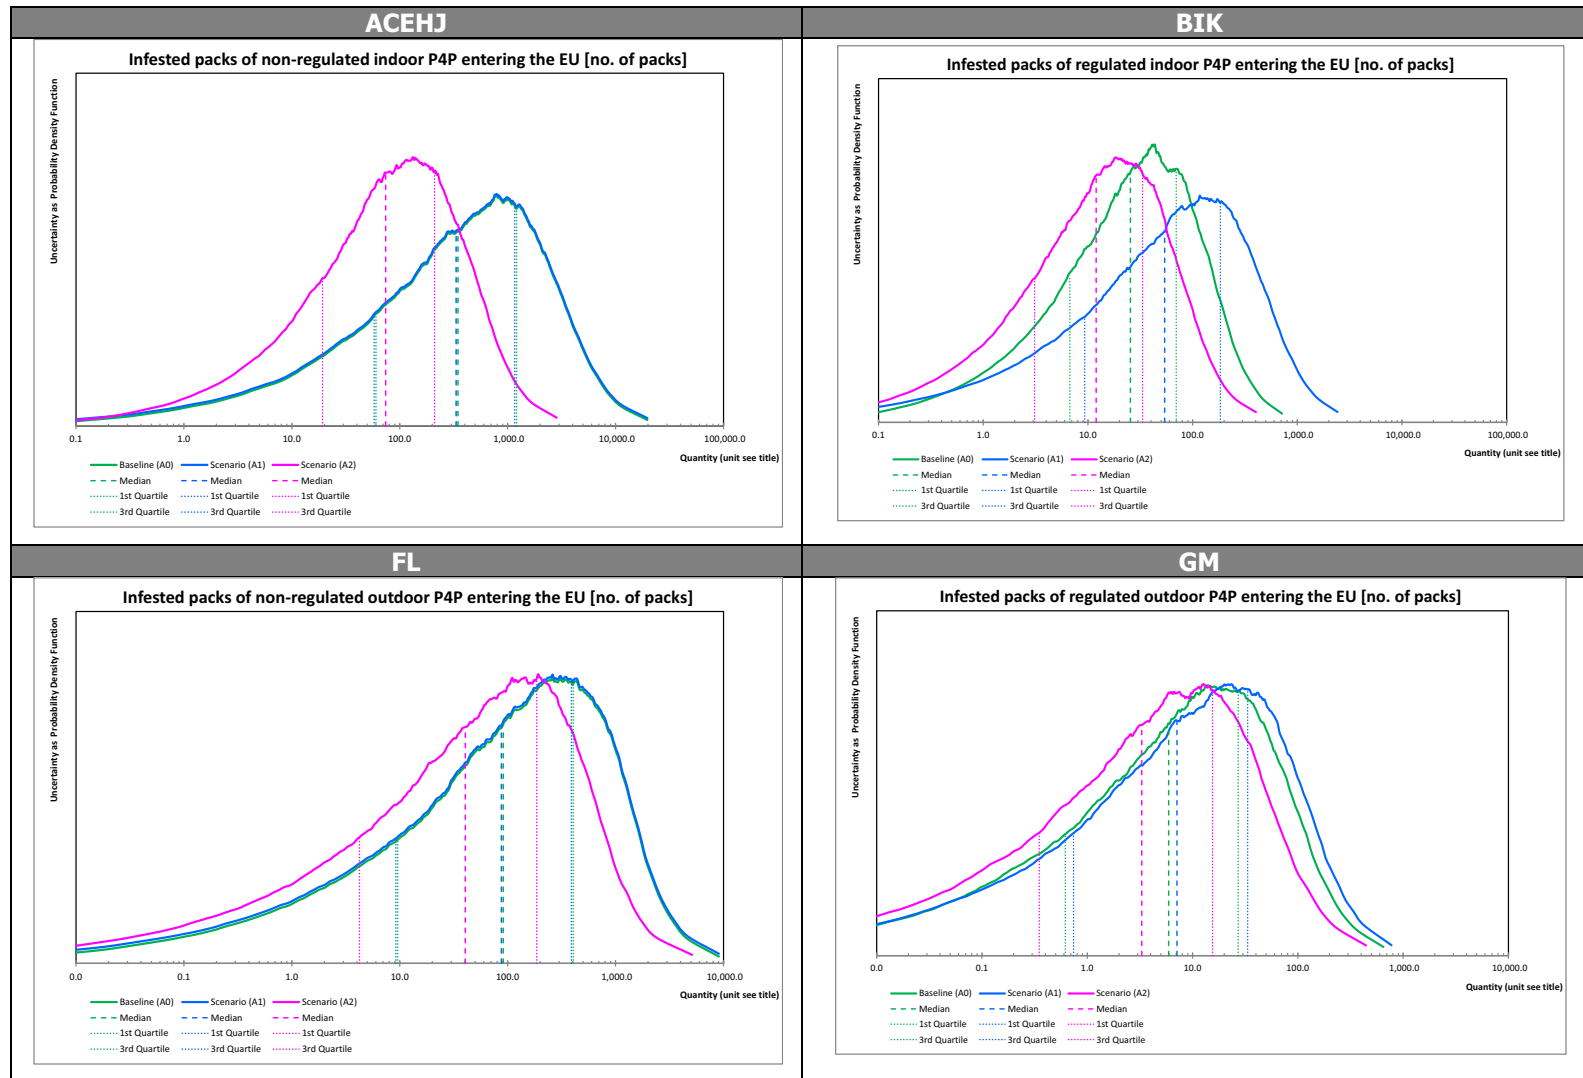 ACEHJ
BIK
Infested packs of non-regulated indoor P4P entering the EU [no. of packs]
Uncertainty as Probability Density Function
0.1 1.0 10.0 100.0 1,000.0 10,000.0 100,000.0
Quantity (unit see title)
Baseline (A0) Scenario (A1) Scenario (A2)
Median Median Median
1st Quartile 1st Quartile 1st Quartile
3rd Quartile 3rd Quartile 3rd Quartile
Infested packs of regulated indoor P4P entering the EU [no. of packs]
Uncertainty as Probability Density Function
0.1 1.0 10.0 100.0 1,000.0 10,000.0 100,000.0
Quantity (unit see title)
Baseline (A0) Scenario (A1) Scenario (A2)
Median Median Median
1st Quartile 1st Quartile 1st Quartile
3rd Quartile 3rd Quartile 3rd Quartile
FL
GM
Infested packs of non-regulated outdoor P4P entering the EU [no. of packs]
Uncertainty as Probability Density Function
0.0 0.1 1.0 10.0 100.0 1,000.0 10,000.0
Quantity (unit see title)
Baseline (A0) Scenario (A1) Scenario (A2)
Median Median Median
1st Quartile 1st Quartile 1st Quartile
3rd Quartile 3rd Quartile 3rd Quartile
Infested packs of regulated outdoor P4P entering the EU [no. of packs]
Uncertainty as Probability Density Function
0.0 0.1 1.0 10.0 100.0 1,000.0 10,000.0
Quantity (unit see title)
Baseline (A0) Scenario (A1) Scenario (A2)
Median Median Median
1st Quartile 1st Quartile 1st Quartile
3rd Quartile 3rd Quartile 3rd Quartile